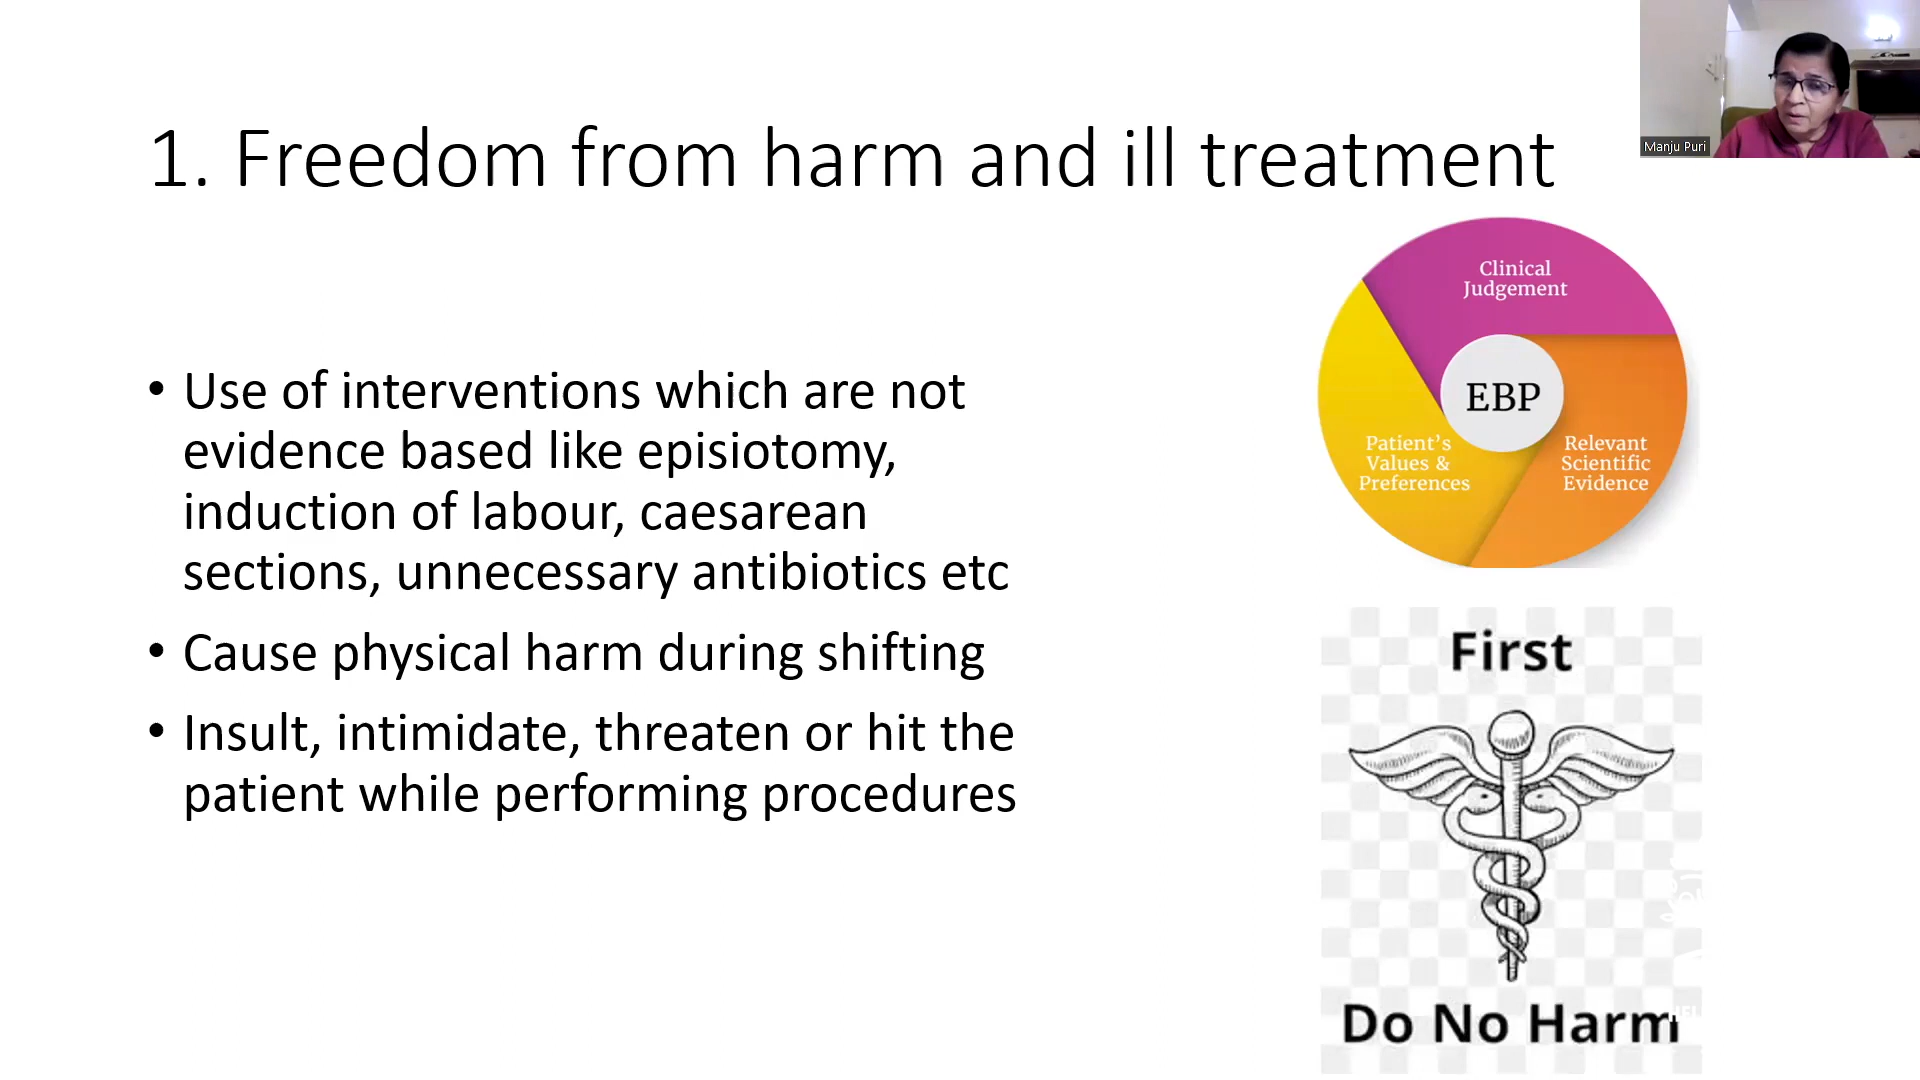 1. Freedom from harm and ill treatment
Manju Puri
• Use of interventions which are not
evidence based like episiotomy,
induction of labour, caesarean
sections, unnecessary antibiotics etc
• Cause physical harm during shifting
• Insult, intimidate, threaten or hit the
patient while performing procedures
Clinical
Judgement
EBP
Patient's
Values &
Preferences
Relevant
Scientific
Evidence
First
Do No Harm